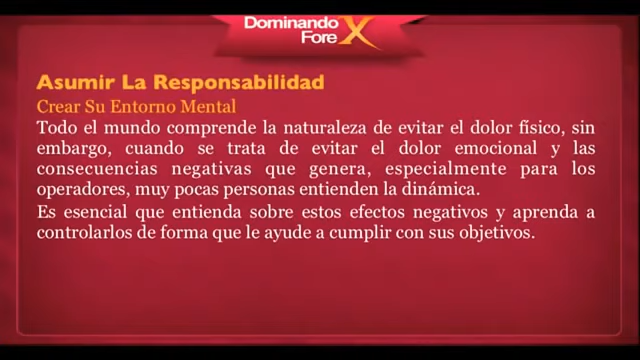 Dominando
ForeX
Asumir La Responsabilidad
Crear Su Entorno Mental
Todo el mundo comprende la naturaleza de evitar el dolor físico, sin
embargo, cuando se trata de evitar el dolor emocional y las
consecuencias negativas que genera, especialmente para los
operadores, muy pocas personas entienden la dinámica.
Es esencial que entienda sobre estos efectos negativos y aprenda a
controlarlos de forma que le ayude a cumplir con sus objetivos.